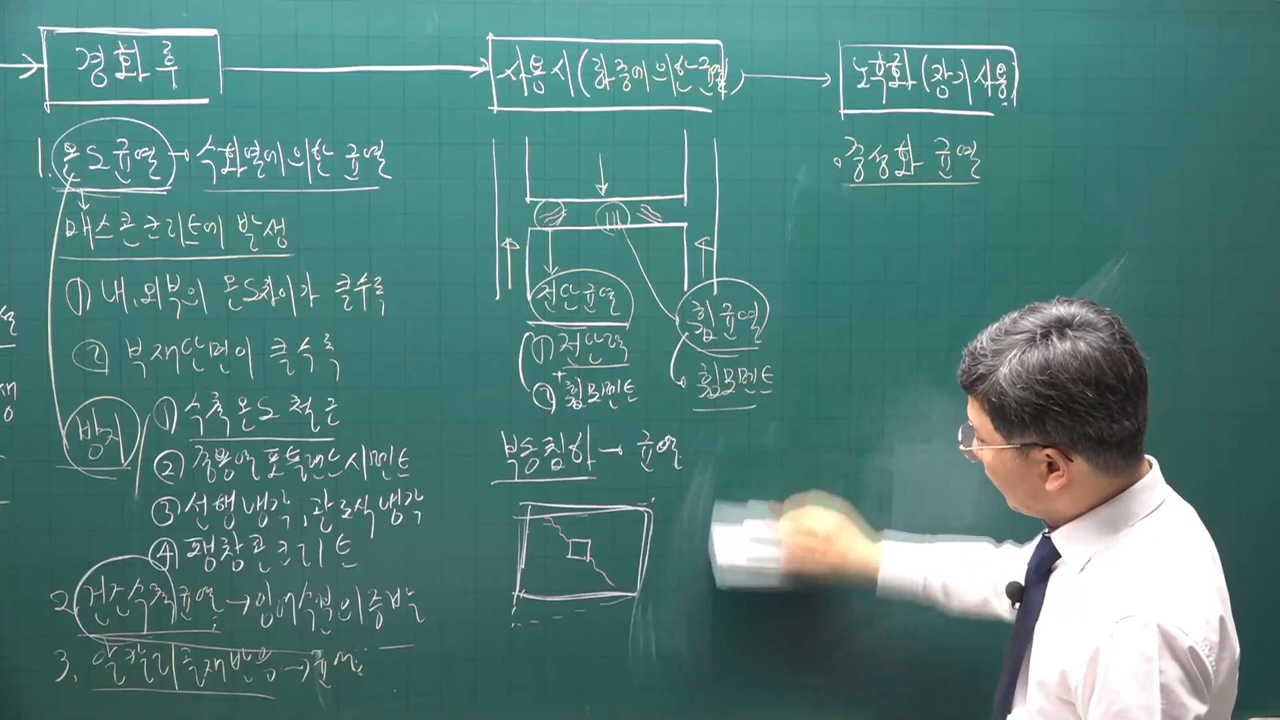 경화후
1. 온도균열 → 수화열에의한 균열
매스콘크리트에 발생
① 내,외부의 온도차이가 클수록
② 부재단면이 클수록
방지
① 수축온도 철근
② 중용열 포틀랜드 시멘트
③ 선행냉각, 관로식 냉각
④ 팽창콘크리트
2. 건조수축균열 → 잉여수분의 증발
3. 알칼리골재반응 → 균열
사용시(하중에의한균열)
전단균열
① 전단력
+
② 휨모멘트
휨균열
휨모멘트
부동침하 → 균열
노후화(장기사용)
중성화 균열